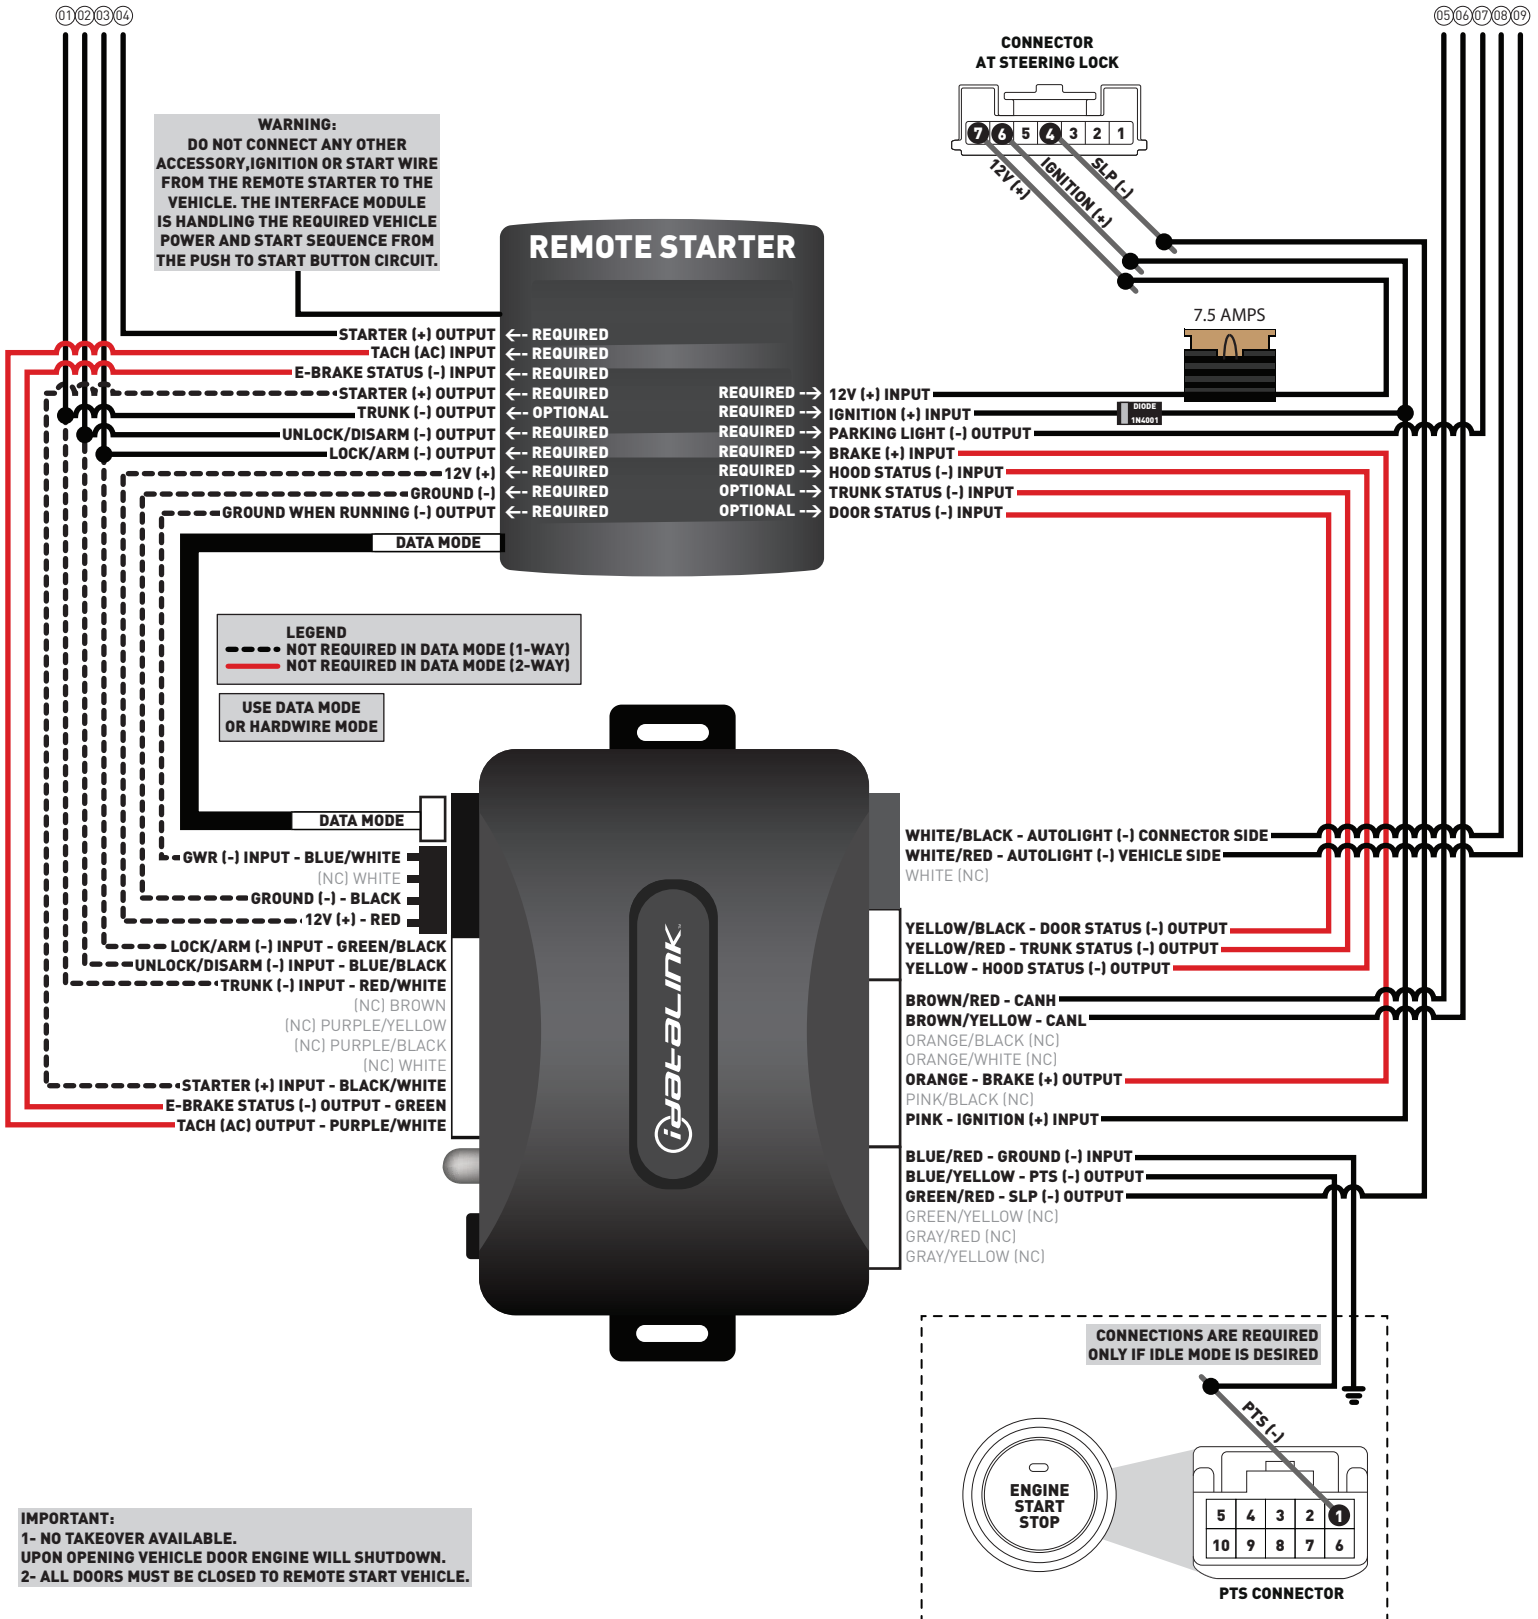 01 02 03 04
05 06 07 08 09
CONNECTOR
AT STEERING LOCK
7 6 5 4 3 2 1
12V (+)
IGNITION (+)
SLP (-)
WARNING:
DO NOT CONNECT ANY OTHER
ACCESSORY,IGNITION OR START WIRE
FROM THE REMOTE STARTER TO THE
VEHICLE. THE INTERFACE MODULE
IS HANDLING THE REQUIRED VEHICLE
POWER AND START SEQUENCE FROM
THE PUSH TO START BUTTON CIRCUIT.
REMOTE STARTER
7.5 AMPS
STARTER (+) OUTPUT <-- REQUIRED
TACH (AC) INPUT <-- REQUIRED
E-BRAKE STATUS (-) INPUT <-- REQUIRED
STARTER (+) OUTPUT <-- REQUIRED
TRUNK (-) OUTPUT <-- OPTIONAL
UNLOCK/DISARM (-) OUTPUT <-- REQUIRED
LOCK/ARM (-) OUTPUT <-- REQUIRED
12V (+) <-- REQUIRED
GROUND (-) <-- REQUIRED
GROUND WHEN RUNNING (-) OUTPUT <-- REQUIRED
DATA MODE
REQUIRED --> 12V (+) INPUT
REQUIRED --> IGNITION (+) INPUT
DIODE
1N4001
REQUIRED --> PARKING LIGHT (-) OUTPUT
REQUIRED --> BRAKE (+) INPUT
REQUIRED --> HOOD STATUS (-) INPUT
OPTIONAL --> TRUNK STATUS (-) INPUT
OPTIONAL --> DOOR STATUS (-) INPUT
LEGEND
NOT REQUIRED IN DATA MODE (1-WAY)
NOT REQUIRED IN DATA MODE (2-WAY)
USE DATA MODE
OR HARDWIRE MODE
DATA MODE
GWR (-) INPUT - BLUE/WHITE
(NC) WHITE
GROUND (-) - BLACK
12V (+) - RED
LOCK/ARM (-) INPUT - GREEN/BLACK
UNLOCK/DISARM (-) INPUT - BLUE/BLACK
TRUNK (-) INPUT - RED/WHITE
(NC) BROWN
(NC) PURPLE/YELLOW
(NC) PURPLE/BLACK
(NC) WHITE
STARTER (+) INPUT - BLACK/WHITE
E-BRAKE STATUS (-) OUTPUT - GREEN
TACH (AC) OUTPUT - PURPLE/WHITE
idatalink
WHITE/BLACK - AUTOLIGHT (-) CONNECTOR SIDE
WHITE/RED - AUTOLIGHT (-) VEHICLE SIDE
WHITE (NC)
YELLOW/BLACK - DOOR STATUS (-) OUTPUT
YELLOW/RED - TRUNK STATUS (-) OUTPUT
YELLOW - HOOD STATUS (-) OUTPUT
BROWN/RED - CANH
BROWN/YELLOW - CANL
ORANGE/BLACK (NC)
ORANGE/WHITE (NC)
ORANGE - BRAKE (+) OUTPUT
PINK/BLACK (NC)
PINK - IGNITION (+) INPUT
BLUE/RED - GROUND (-) INPUT
BLUE/YELLOW - PTS (-) OUTPUT
GREEN/RED - SLP (-) OUTPUT
GREEN/YELLOW (NC)
GRAY/RED (NC)
GRAY/YELLOW (NC)
CONNECTIONS ARE REQUIRED
ONLY IF IDLE MODE IS DESIRED
PTS (-)
ENGINE
START
STOP
5 4 3 2 1
10 9 8 7 6
PTS CONNECTOR
IMPORTANT:
1- NO TAKEOVER AVAILABLE.
UPON OPENING VEHICLE DOOR ENGINE WILL SHUTDOWN.
2- ALL DOORS MUST BE CLOSED TO REMOTE START VEHICLE.